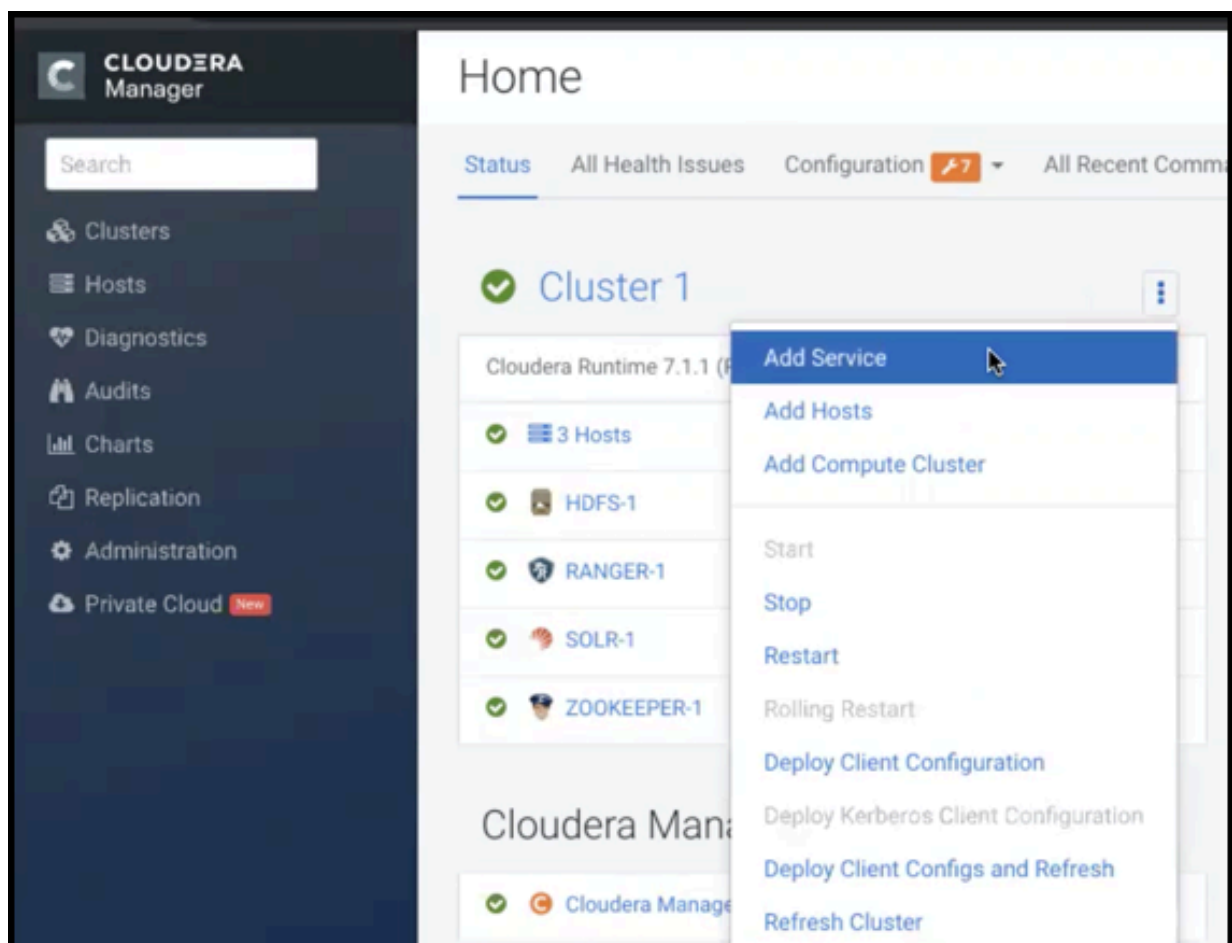 CLOUDERA
Manager
Search
Clusters
Hosts
Diagnostics
Audits
Charts
Replication
Administration
Private Cloud New
Home
Status All Health Issues Configuration 7 All Recent Comma
Cluster 1
Cloudera Runtime 7.1.1 (P
3 Hosts
HDFS-1
RANGER-1
SOLR-1
ZOOKEEPER-1
Cloudera Mana
Cloudera Manage
Add Service
Add Hosts
Add Compute Cluster
Start
Stop
Restart
Rolling Restart
Deploy Client Configuration
Deploy Kerberos Client Configuration
Deploy Client Configs and Refresh
Refresh Cluster